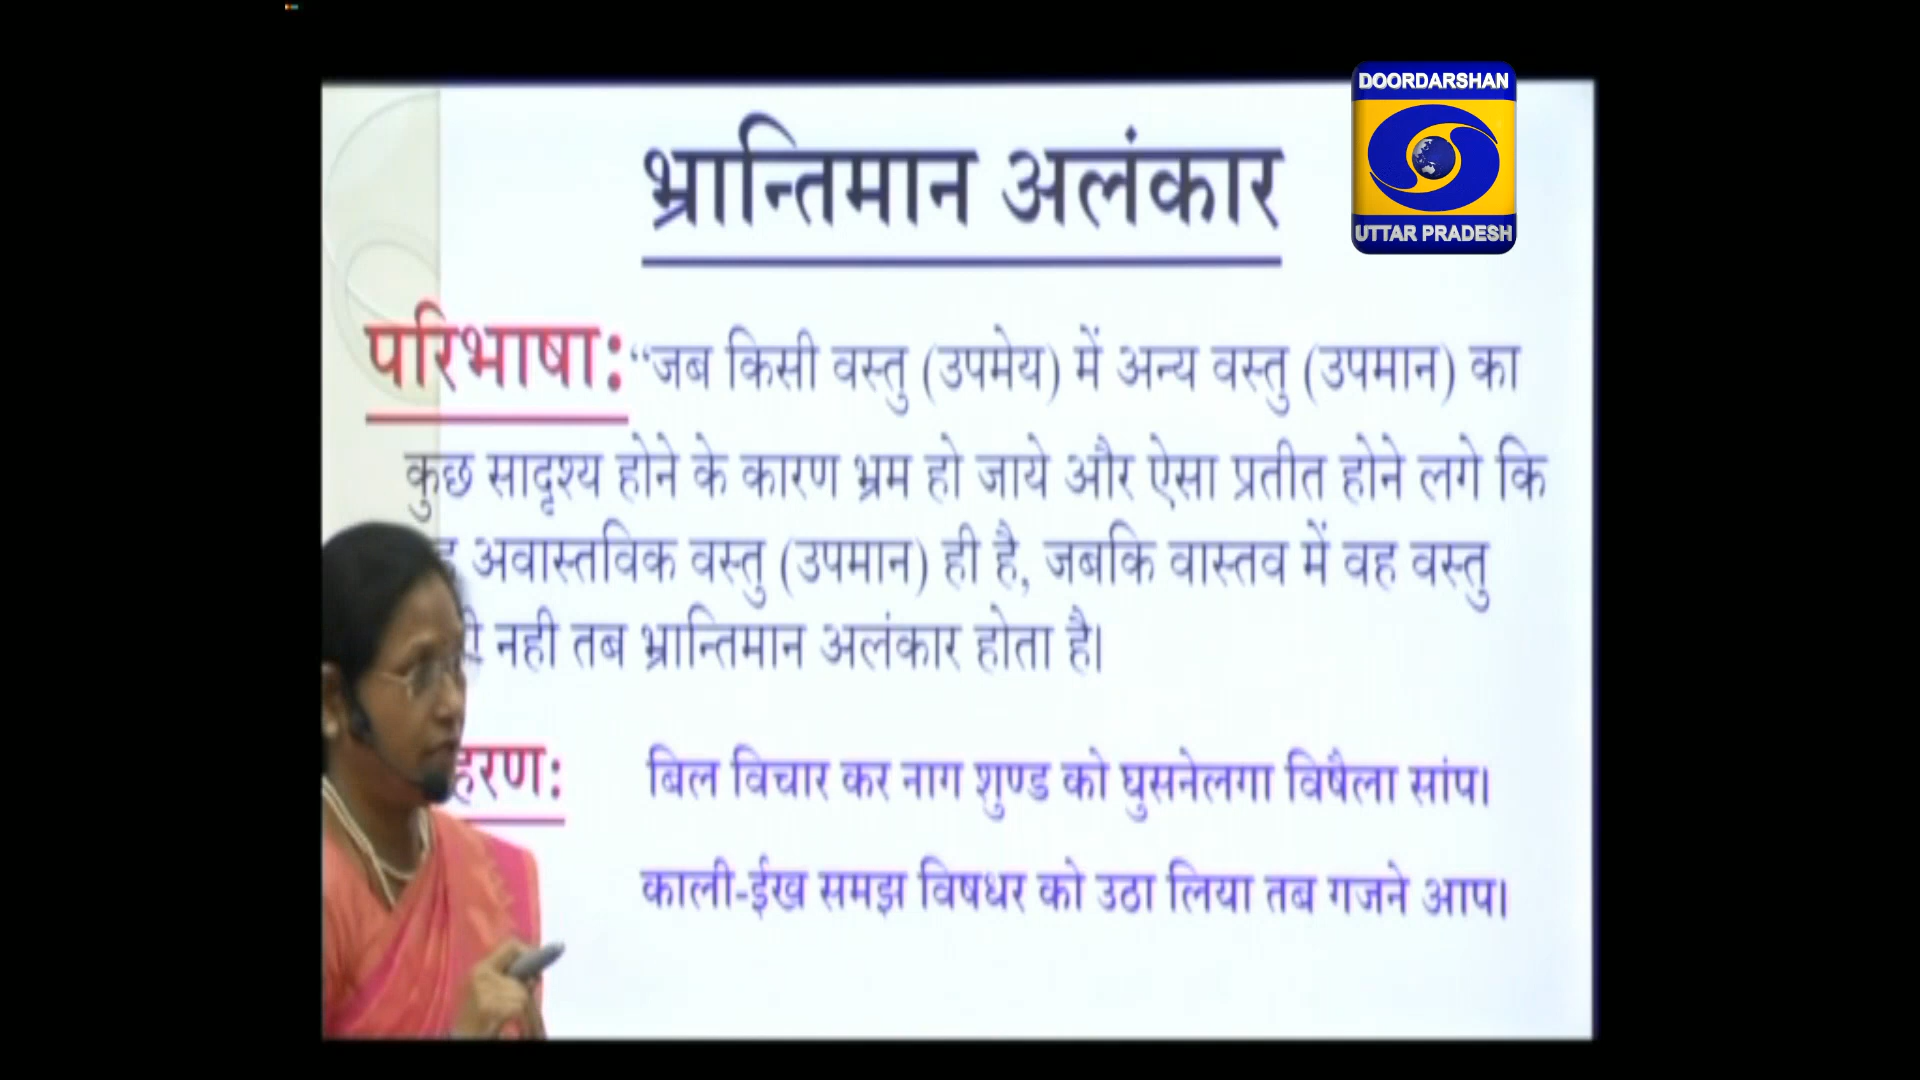 DOORDARSHAN
UTTAR PRADESH
भ्रान्तिमान अलंकार
परिभाषा: “जब किसी वस्तु (उपमेय) में अन्य वस्तु (उपमान) का
कुछ सादृश्य होने के कारण भ्रम हो जाये और ऐसा प्रतीत होने लगे कि
अवास्तविक वस्तु (उपमान) ही है, जबकि वास्तव में वह वस्तु
नही तब भ्रान्तिमान अलंकार होता है।
बिल विचार कर नाग शुण्ड को घुसनेलगा विषैला सांप।
काली-ईख समझ विषधर को उठा लिया तब गजने आप।